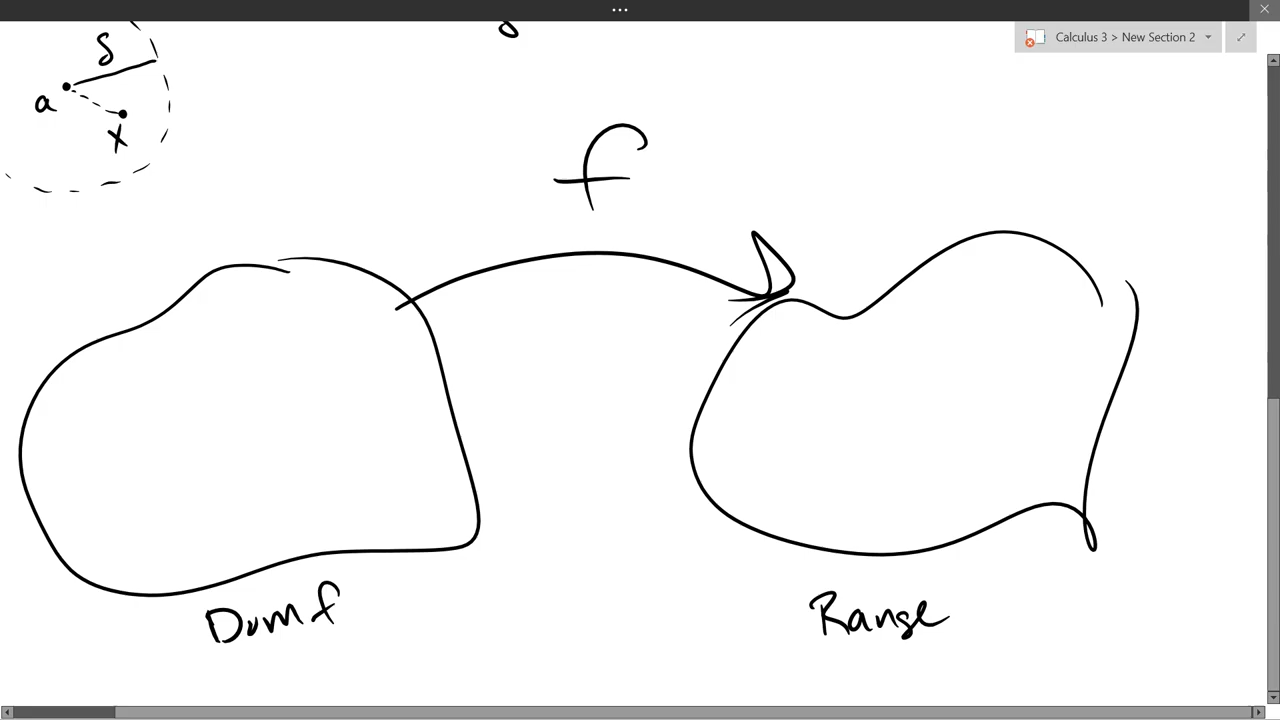 Calculus 3 > New Section 2
δ
a
x
f
Dom f
Range